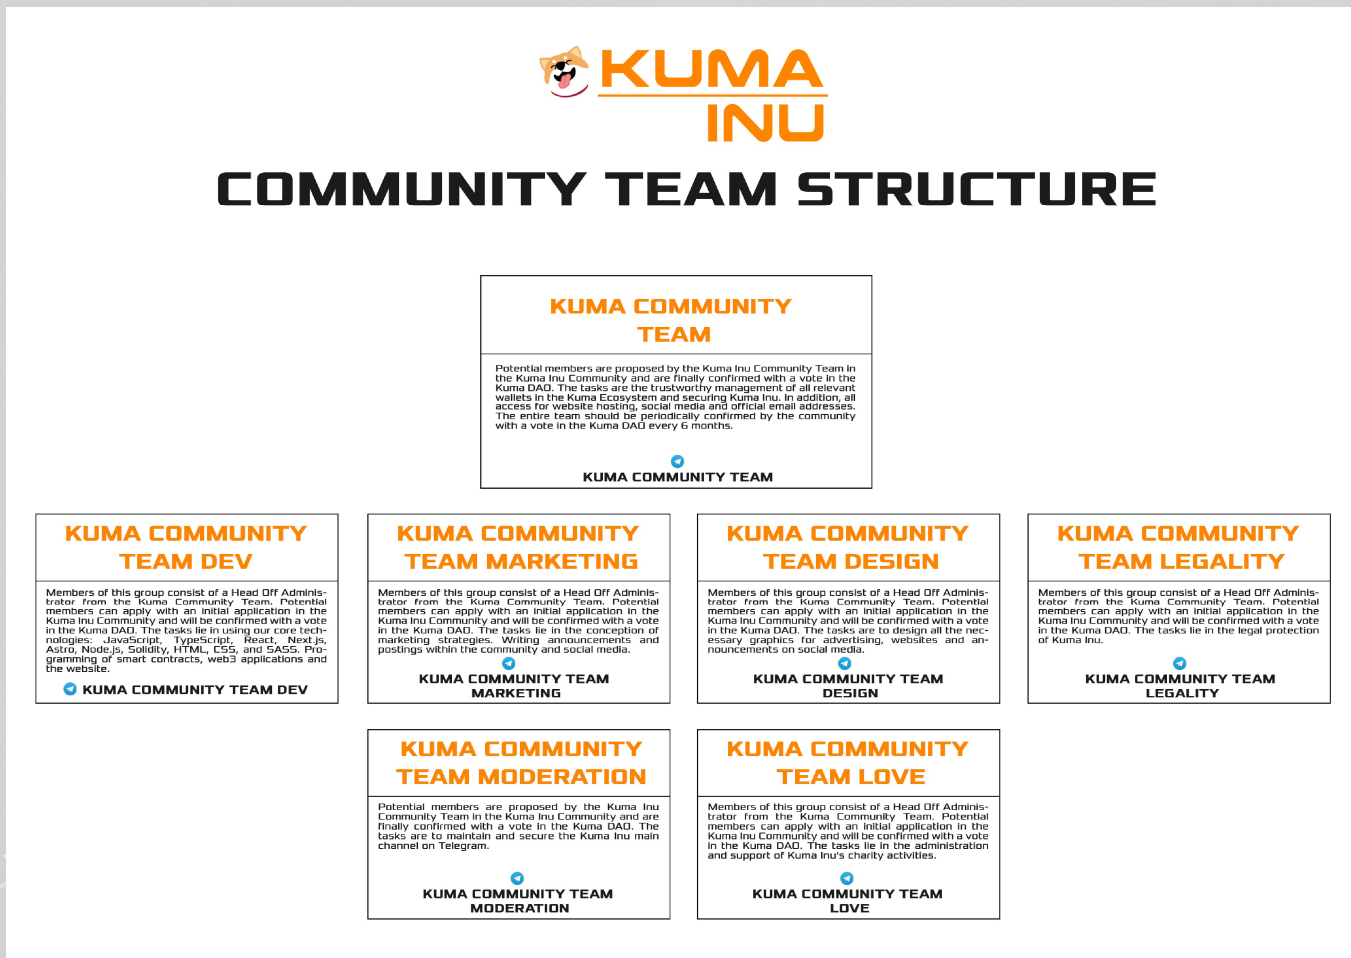 KUMA
INU
COMMUNITY TEAM STRUCTURE
KUMA COMMUNITY
TEAM
Potential members are proposed by the Kuma Inu Community Team in
the Kuma Inu Community and are finally confirmed with a vote in the
Kuma DAO. The tasks are the trustworthy management of all relevant
wallets in the Kuma Ecosystem and securing Kuma Inu. In addition, all
access for website hosting, social media and official email addresses.
The entire team should be periodically confirmed by the community
with a vote in the Kuma DAO every 6 months.
KUMA COMMUNITY TEAM
KUMA COMMUNITY
TEAM DEV
Members of this group consist of a Head Off Adminis-
trator from the Kuma Community Team. Potential
members can apply with an initial application in the
Kuma Inu Community and will be confirmed with a vote
in the Kuma DAO. The tasks lie in using our core tech-
nologies: JavaScript, TypeScript, React, Next.js,
Astro, Node.js, Solidity, HTML, CSS, and SASS. Pro-
gramming of smart contracts, web3 applications and
the website.
KUMA COMMUNITY TEAM DEV
KUMA COMMUNITY
TEAM MARKETING
Members of this group consist of a Head Off Adminis-
trator from the Kuma Community Team. Potential
members can apply with an initial application in the
Kuma Inu Community and will be confirmed with a vote
in the Kuma DAO. The tasks lie in the conception of
marketing strategies. Writing announcements and
postings within the community and social media.
KUMA COMMUNITY TEAM
MARKETING
KUMA COMMUNITY
TEAM DESIGN
Members of this group consist of a Head Off Adminis-
trator from the Kuma Community Team. Potential
members can apply with an initial application in the
Kuma Inu Community and will be confirmed with a vote
in the Kuma DAO. The tasks are to design all the nec-
essary graphics for advertising, websites and an-
nouncements on social media.
KUMA COMMUNITY TEAM
DESIGN
KUMA COMMUNITY
TEAM LEGALITY
Members of this group consist of a Head Off Adminis-
trator from the Kuma Community Team. Potential
members can apply with an initial application in the
Kuma Inu Community and will be confirmed with a vote
in the Kuma DAO. The tasks lie in the legal protection
of Kuma Inu.
KUMA COMMUNITY TEAM
LEGALITY
KUMA COMMUNITY
TEAM MODERATION
Potential members are proposed by the Kuma Inu
Community Team in the Kuma Inu Community and are
finally confirmed with a vote in the Kuma DAO. The
tasks are to maintain and secure the Kuma Inu main
channel on Telegram.
KUMA COMMUNITY TEAM
MODERATION
KUMA COMMUNITY
TEAM LOVE
Members of this group consist of a Head Off Adminis-
trator from the Kuma Community Team. Potential
members can apply with an initial application in the
Kuma Inu Community and will be confirmed with a vote
in the Kuma DAO. The tasks lie in the administration
and support of Kuma Inu's charity activities.
KUMA COMMUNITY TEAM
LOVE